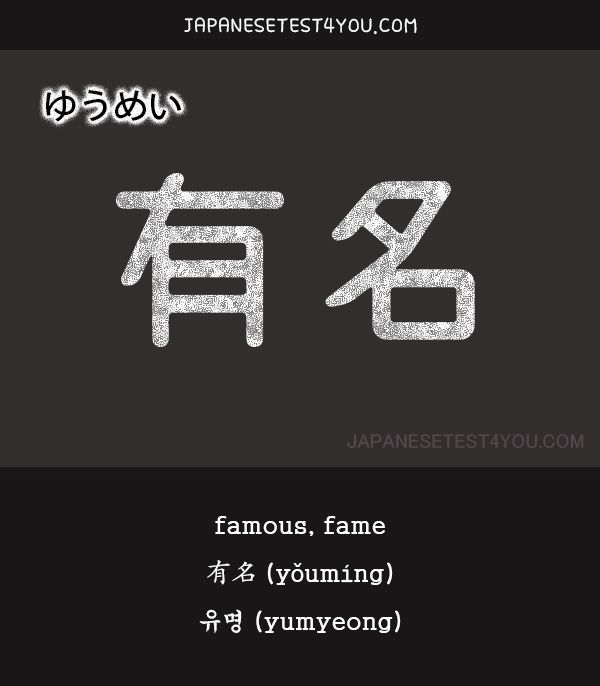 JAPANESETEST4YOU.COM
ゆうめい
有名
JAPANESETEST4YOU.COM
famous, fame
有名 (yǒumíng)
유명 (yumyeong)